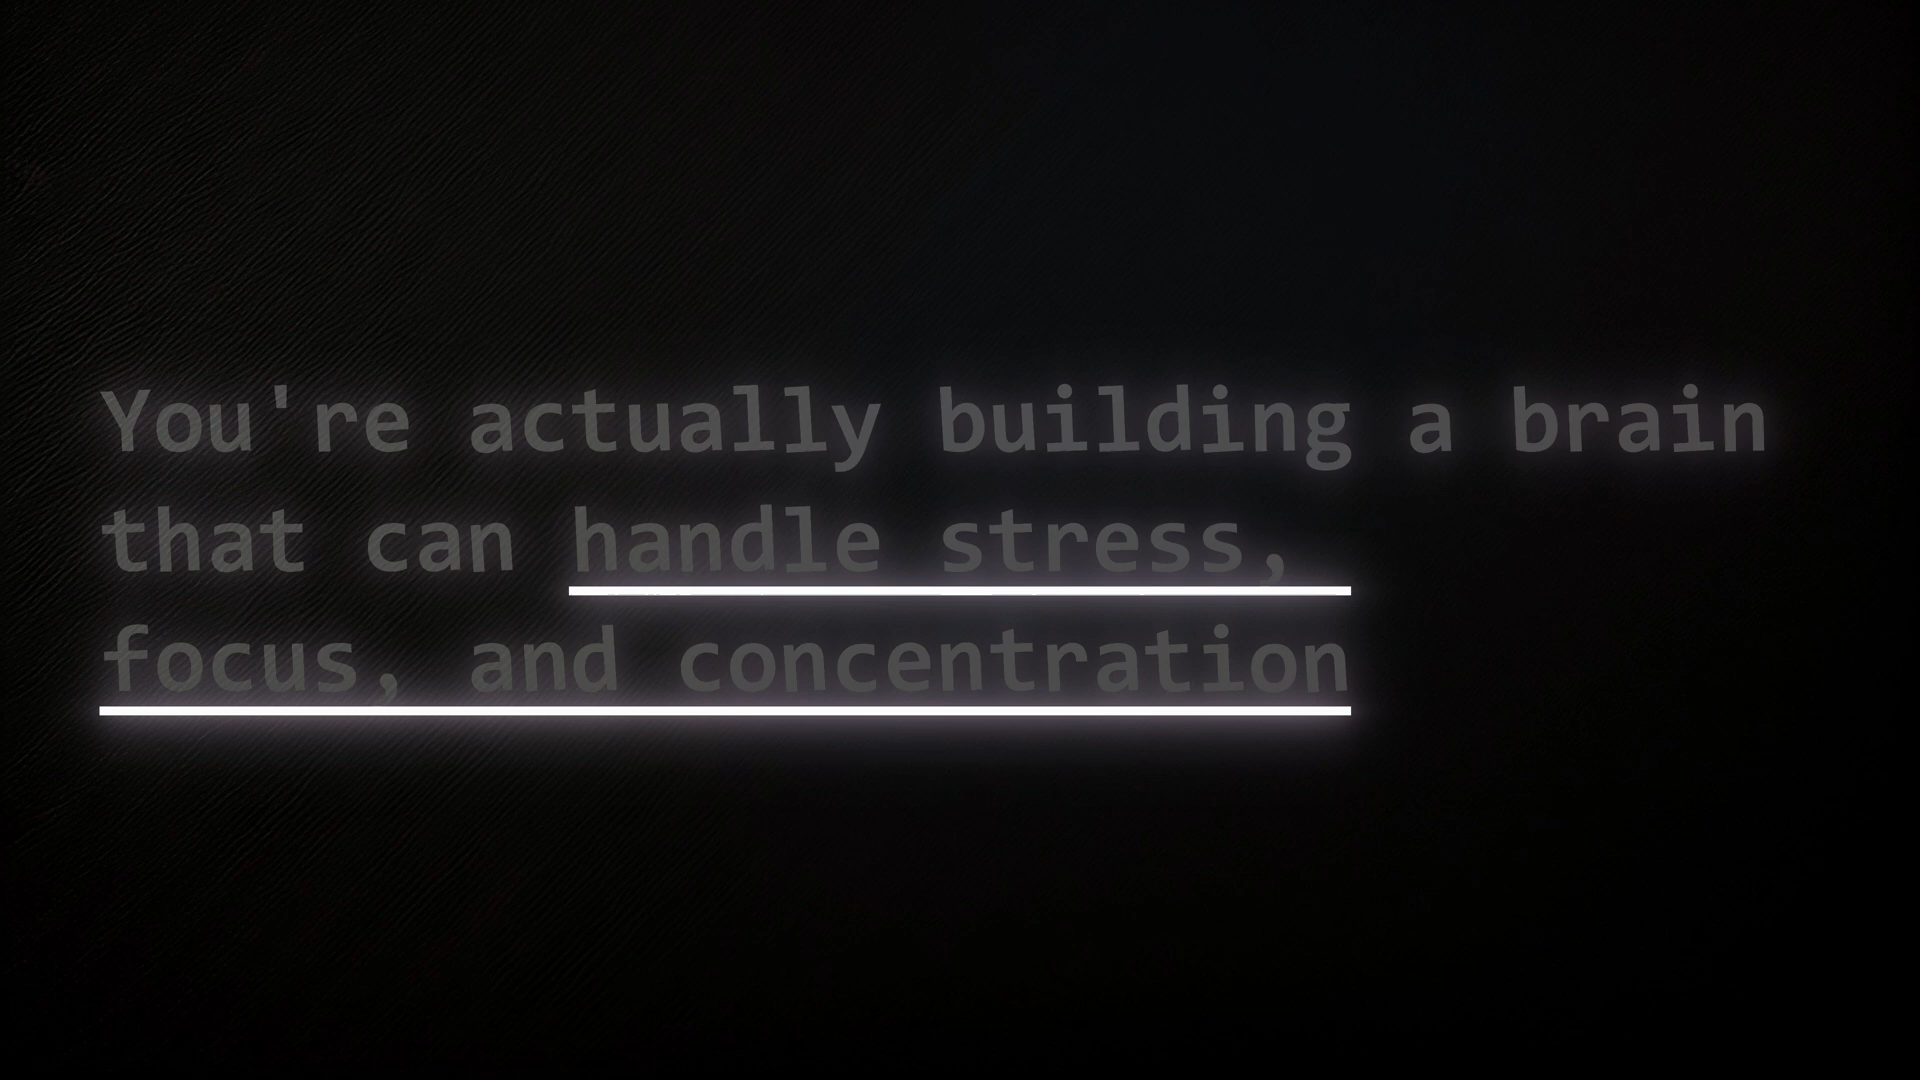 You're actually building a brain
that can handle stress,
focus, and concentration